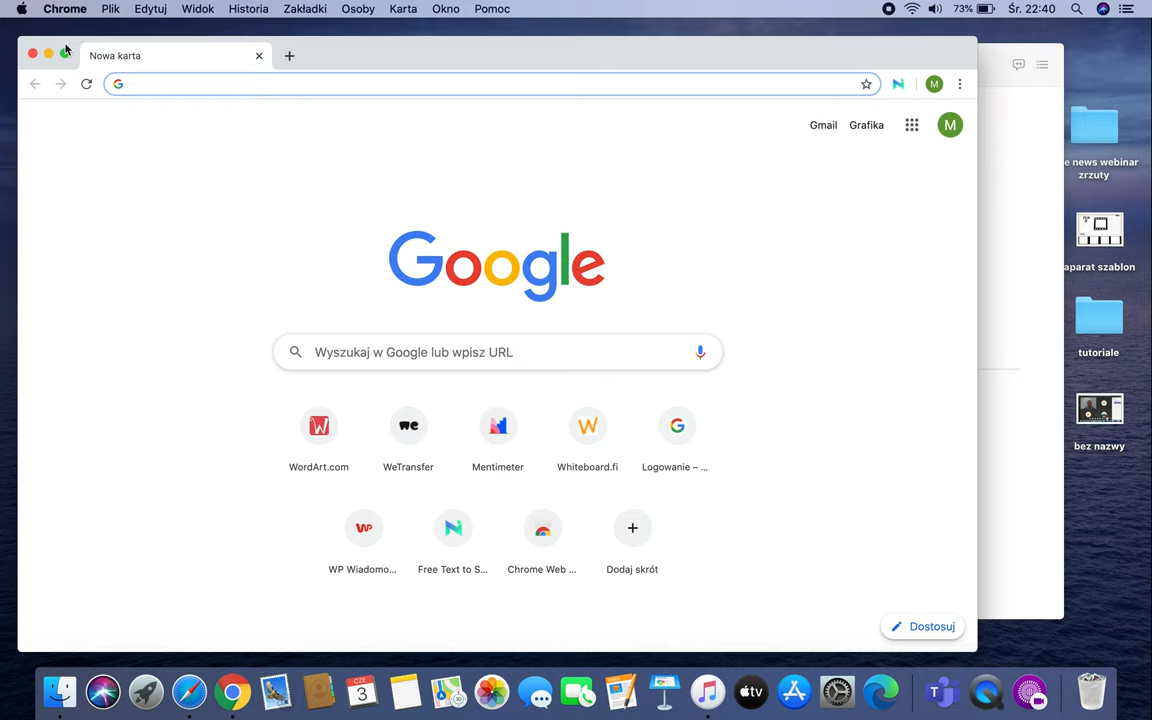 Chrome Plik Edytuj Widok Historia Zakładki Osoby Karta Okno Pomoc 73% Śr. 22:40
Nowa karta
M
Gmail Grafika M
Google
Wyszukaj w Google lub wpisz URL
WordArt.com WeTransfer Mentimeter Whiteboard.fi Logowanie – ...
WP Wiadomo... Free Text to S... Chrome Web ... Dodaj skrót
Dostosuj
e news webinar
zrzuty
aparat szablon
tutoriale
bez nazwy
CZE
3
tv